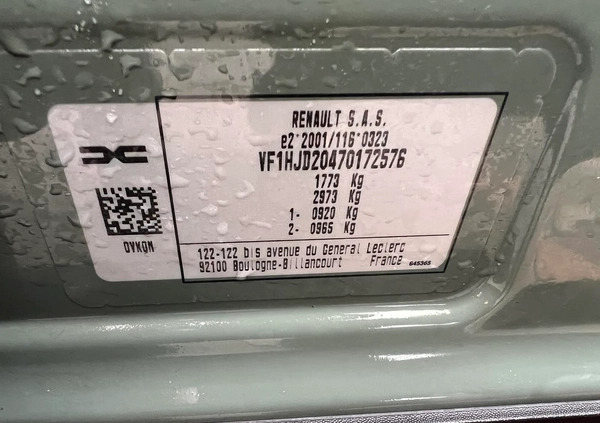 RENAULT S.A.S.
e2*2001/116*0323
VF1HJD20470172576
1773 Kg
2973 Kg
1- 0920 Kg
2- 0965 Kg
OVKQN
122-122 bis avenue du General Leclerc
92100 Boulogne-Billancourt France
645365